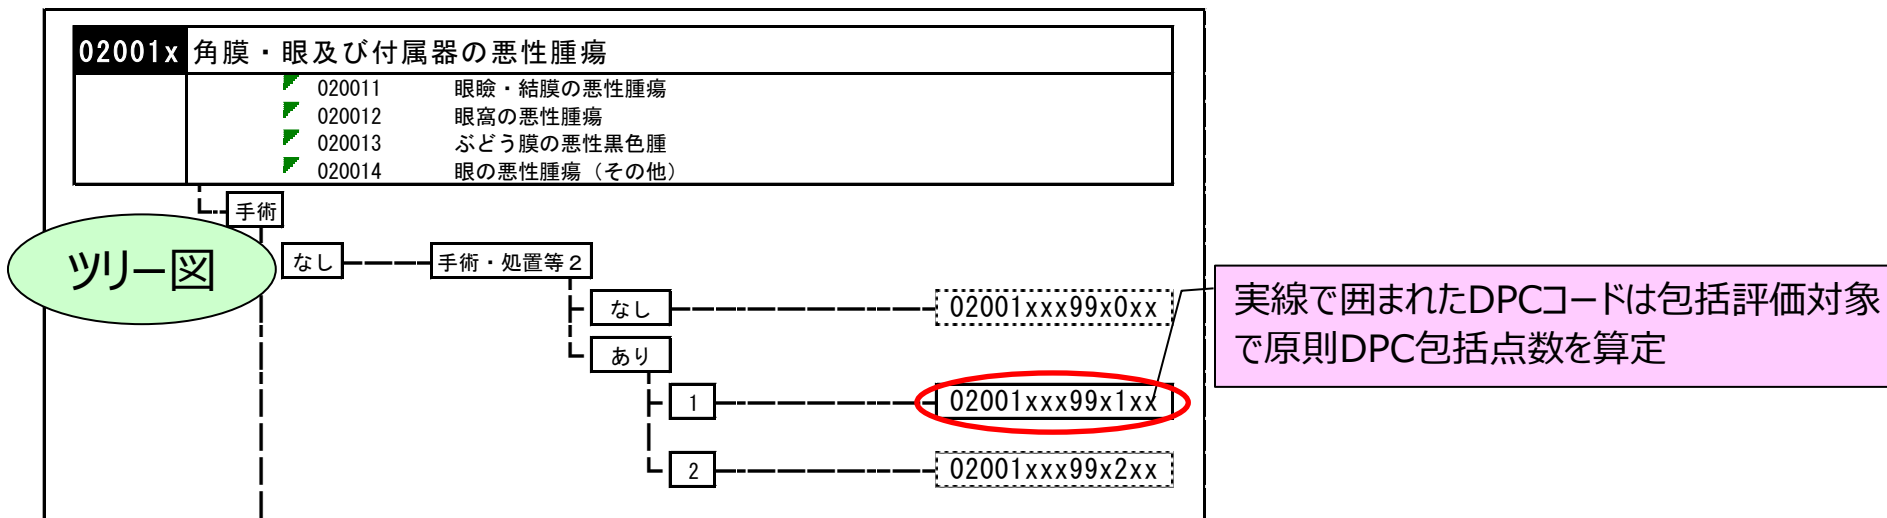 02001x 角膜・眼及び付属器の悪性腫瘍
020011 眼瞼・結膜の悪性腫瘍
020012 眼窩の悪性腫瘍
020013 ぶどう膜の悪性黒色腫
020014 眼の悪性腫瘍（その他）
手術
ツリー図
なし 手術・処置等２
なし 02001xxx99x0xx
実線で囲まれたDPCコードは包括評価対象
で原則DPC包括点数を算定
あり
1 02001xxx99x1xx
2 02001xxx99x2xx